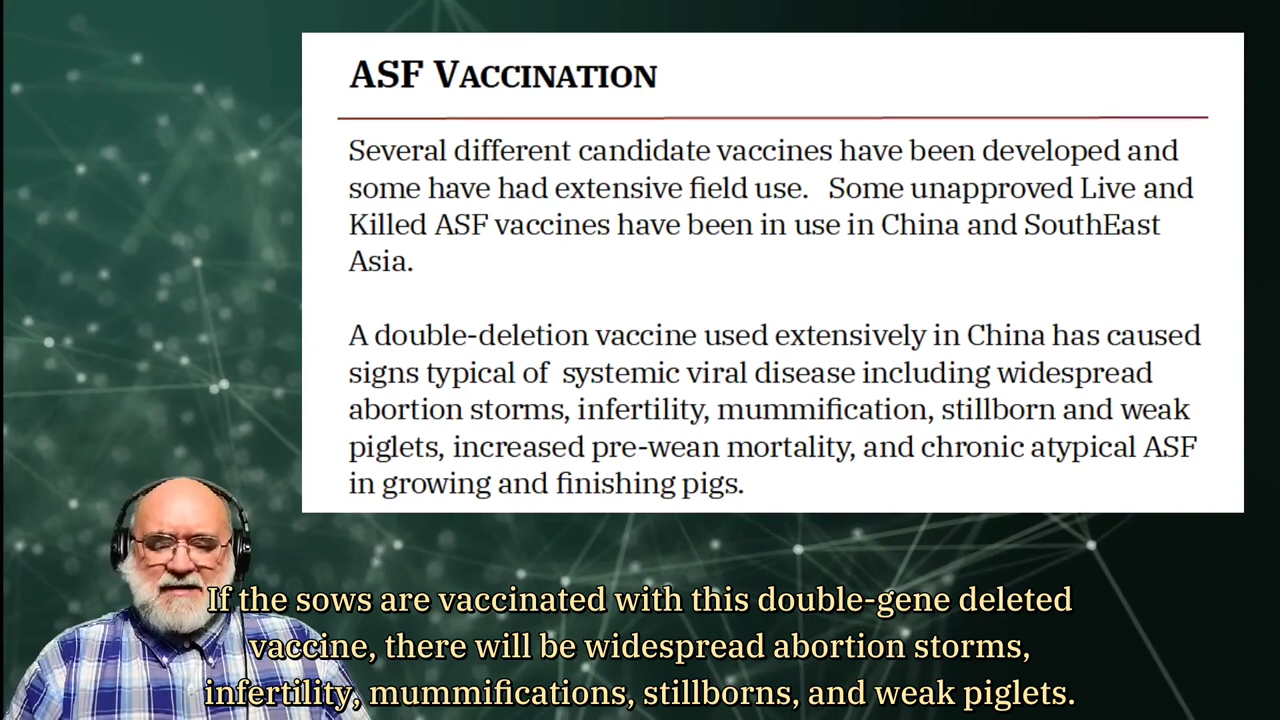 ASF VACCINATION
Several different candidate vaccines have been developed and
some have had extensive field use.   Some unapproved Live and
Killed ASF vaccines have been in use in China and SouthEast
Asia.
A double-deletion vaccine used extensively in China has caused
signs typical of  systemic viral disease including widespread
abortion storms, infertility, mummification, stillborn and weak
piglets, increased pre-wean mortality, and chronic atypical ASF
in growing and finishing pigs.
If the sows are vaccinated with this double-gene deleted
vaccine, there will be widespread abortion storms,
infertility, mummifications, stillborns, and weak piglets.